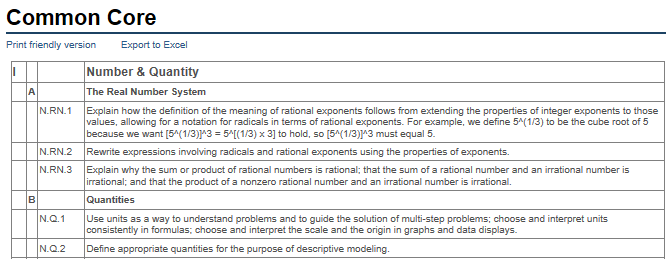 Common Core
Print friendly version Export to Excel
I Number & Quantity
A The Real Number System
N.RN.1 Explain how the definition of the meaning of rational exponents follows from extending the properties of integer exponents to those
values, allowing for a notation for radicals in terms of rational exponents. For example, we define 5^(1/3) to be the cube root of 5
because we want [5^(1/3)]^3 = 5^[(1/3) x 3] to hold, so [5^(1/3)]^3 must equal 5.
N.RN.2 Rewrite expressions involving radicals and rational exponents using the properties of exponents.
N.RN.3 Explain why the sum or product of rational numbers is rational; that the sum of a rational number and an irrational number is
irrational; and that the product of a nonzero rational number and an irrational number is irrational.
B Quantities
N.Q.1 Use units as a way to understand problems and to guide the solution of multi-step problems; choose and interpret units
consistently in formulas; choose and interpret the scale and the origin in graphs and data displays.
N.Q.2 Define appropriate quantities for the purpose of descriptive modeling.